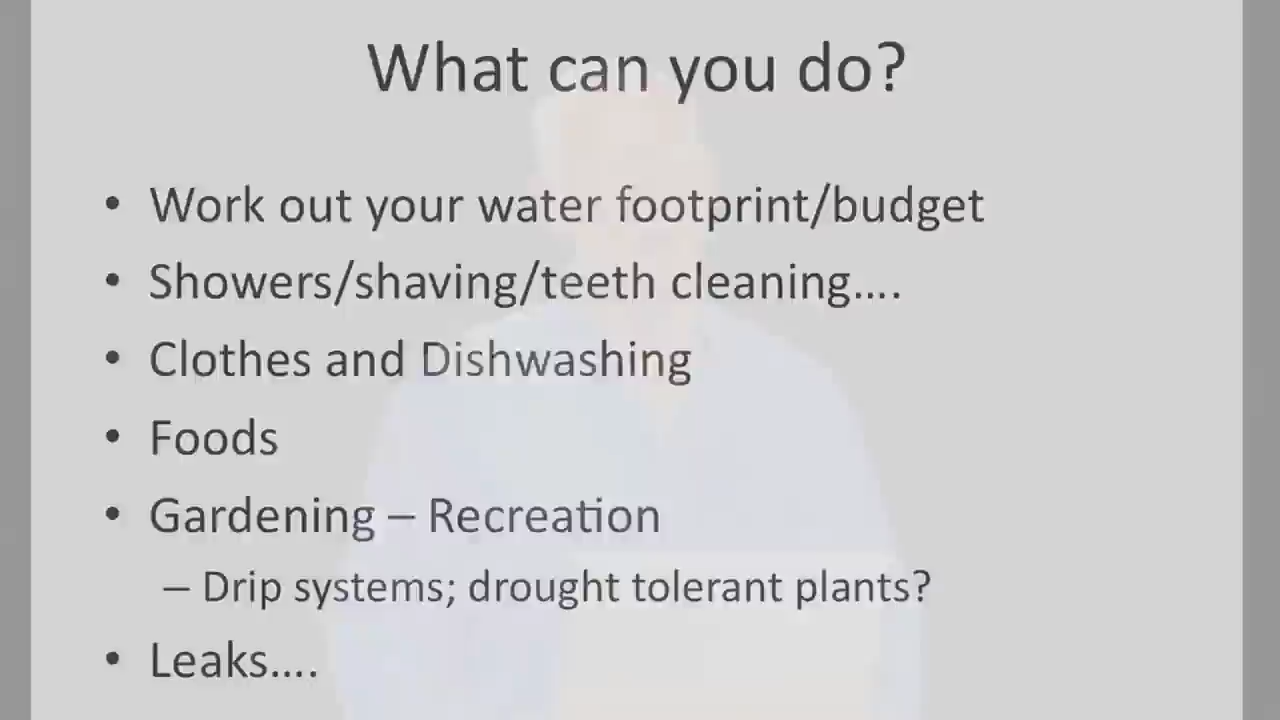 What can you do?
• Work out your water footprint/budget
• Showers/shaving/teeth cleaning....
• Clothes and Dishwashing
• Foods
• Gardening – Recreation
– Drip systems; drought tolerant plants?
• Leaks....